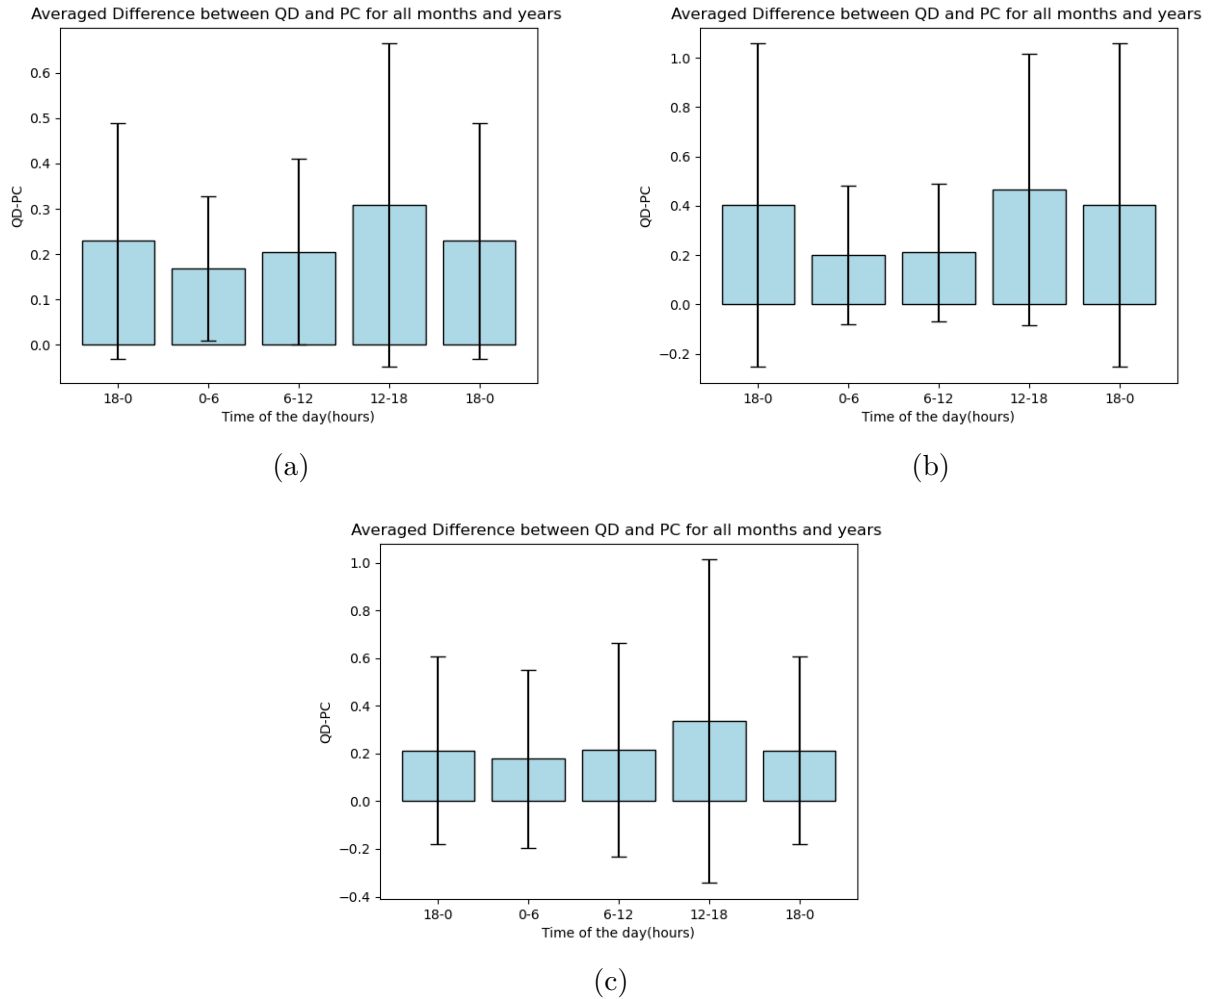 Averaged Difference between QD and PC for all months and years
0.6
0.5
0.4
0.3
0.2
0.1
0.0
QD-PC
18-0 0-6 6-12 12-18 18-0
Time of the day(hours)
(a)
Averaged Difference between QD and PC for all months and years
1.0
0.8
0.6
0.4
0.2
0.0
−0.2
QD-PC
18-0 0-6 6-12 12-18 18-0
Time of the day(hours)
(b)
Averaged Difference between QD and PC for all months and years
1.0
0.8
0.6
0.4
0.2
0.0
−0.2
−0.4
QD-PC
18-0 0-6 6-12 12-18 18-0
Time of the day(hours)
(c)